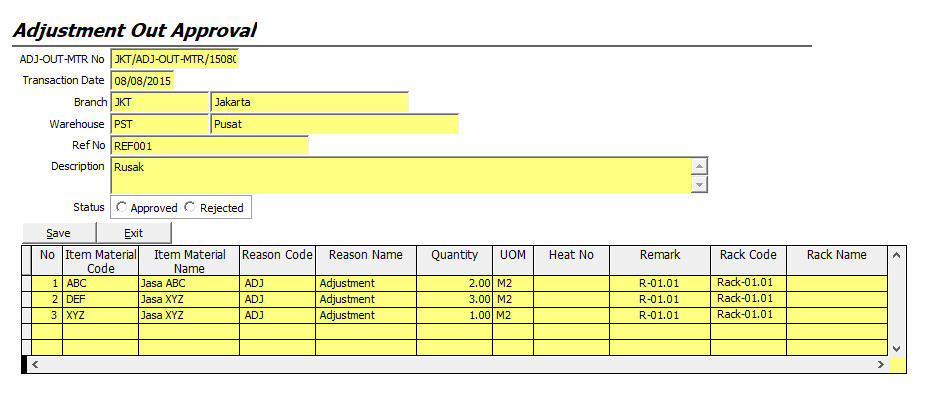 Adjustment Out Approval
ADJ-OUT-MTR No JKT/ADJ-OUT-MTR/1508
Transaction Date 08/08/2015
Branch JKT Jakarta
Warehouse PST Pusat
Ref No REF001
Description Rusak
Status Approved Rejected
Save Exit
No Item Material Code Item Material Name Reason Code Reason Name Quantity UOM Heat No Remark Rack Code Rack Name
1 ABC Jasa ABC ADJ Adjustment 2.00 M2 R-01.01 Rack-01.01
2 DEF Jasa XYZ ADJ Adjustment 3.00 M2 R-01.01 Rack-01.01
3 XYZ Jasa XYZ ADJ Adjustment 1.00 M2 R-01.01 Rack-01.01